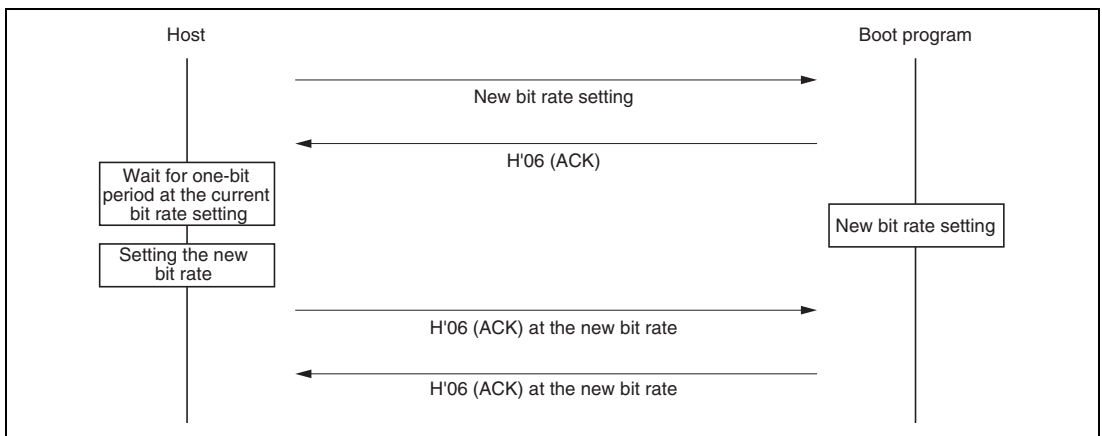 Host
Boot program
New bit rate setting
H'06 (ACK)
Wait for one-bit
period at the current
bit rate setting
New bit rate setting
Setting the new
bit rate
H'06 (ACK) at the new bit rate
H'06 (ACK) at the new bit rate